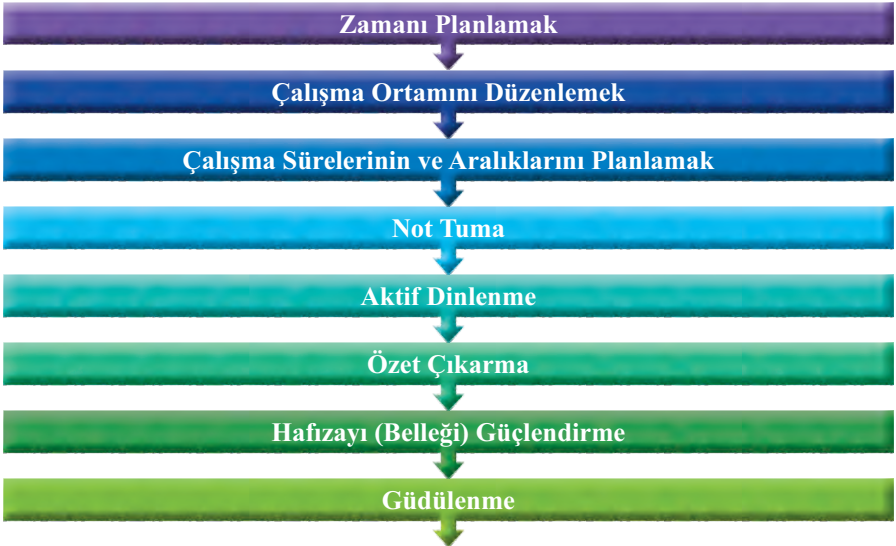 Zamanı Planlamak
Çalışma Ortamını Düzenlemek
Çalışma Sürelerinin ve Aralıklarını Planlamak
Not Tuma
Aktif Dinlenme
Özet Çıkarma
Hafızayı (Belleği) Güçlendirme
Güdülenme